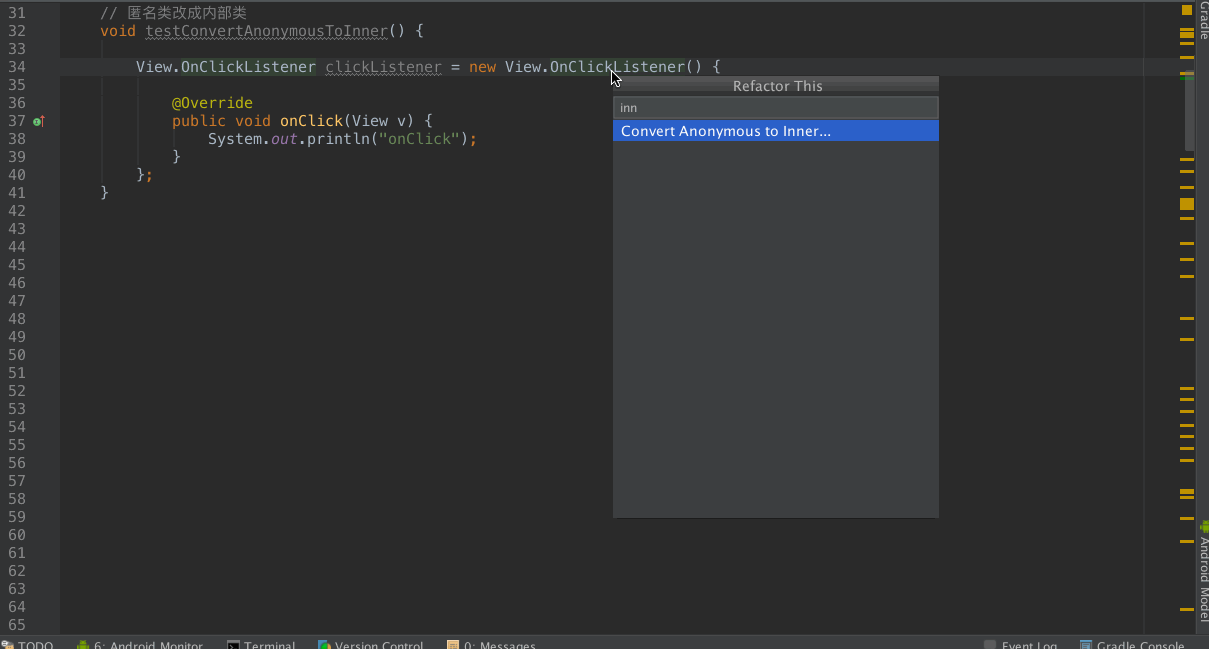 Gradle
31 // 匿名类改成内部类
32 void testConvertAnonymousToInner() {
33
34 View.OnClickListener clickListener = new View.OnClickListener() {
Refactor This
35
inn
36 @Override
37 public void onClick(View v) {
Convert Anonymous to Inner...
38 System.out.println("onClick");
39 }
40 };
41 }
42
43
44
45
46
47
48
49
50
51
52
53
54
55
56
57
58
59
60
61
62
63
64
65
Android Model
TODO 6: Android Monitor Terminal Version Control 0: Messages Event Log Gradle Console